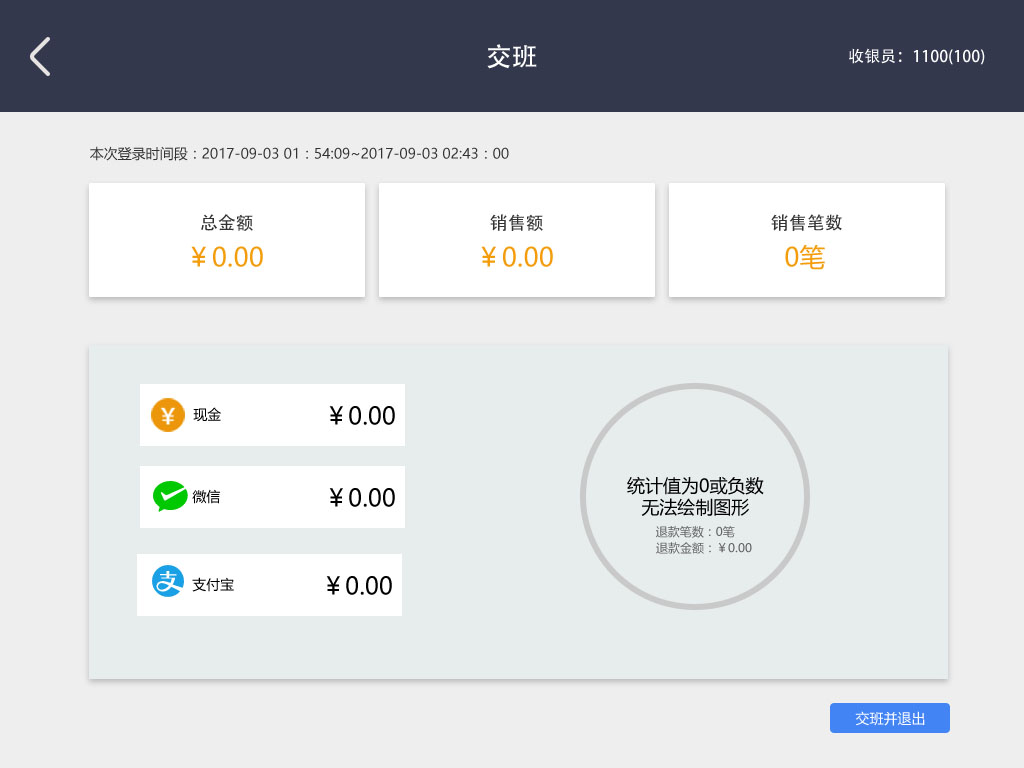 交班
收银员：1100(100)
本次登录时间段：2017-09-03 01：54:09~2017-09-03 02:43：00
总金额
¥ 0.00
销售额
¥ 0.00
销售笔数
0笔
现金
¥ 0.00
微信
¥ 0.00
支付宝
¥ 0.00
统计值为0或负数
无法绘制图形
退款笔数：0笔
退款金额：¥ 0.00
交班并退出